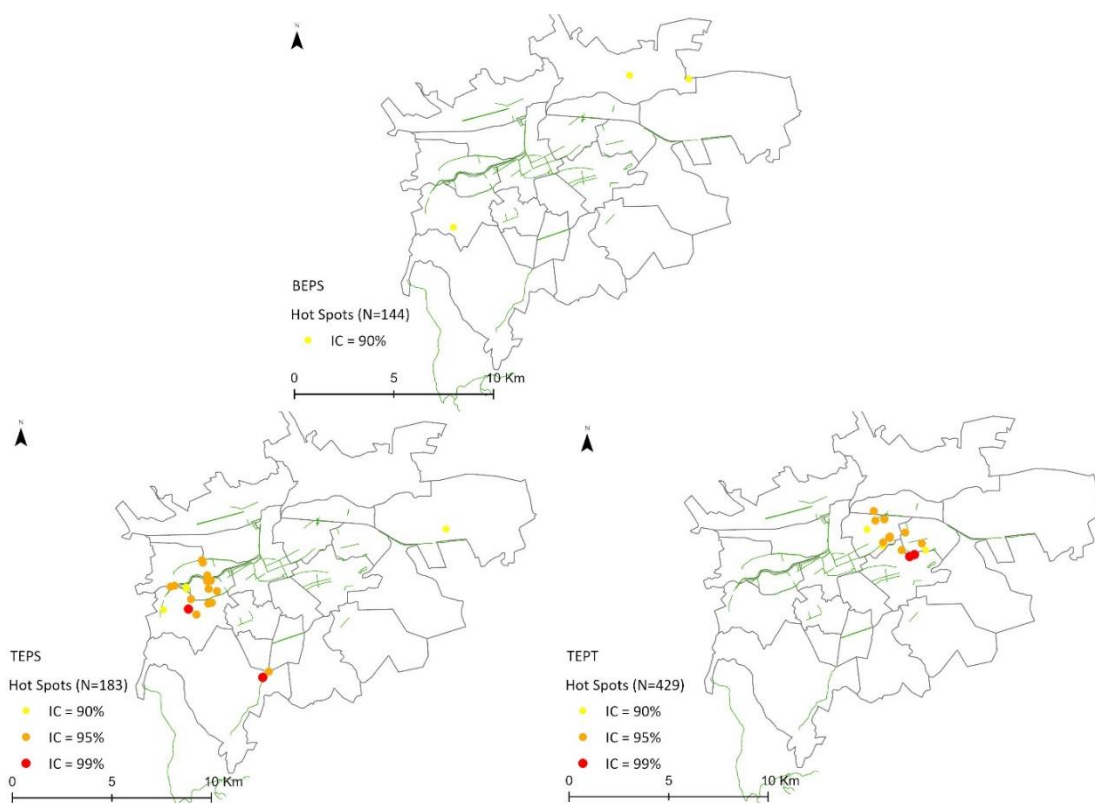 N
BEPS
Hot Spots (N=144)
IC = 90%
0 5 10 Km
N
TEPS
Hot Spots (N=183)
IC = 90%
IC = 95%
IC = 99%
0 5 10 Km
N
TEPT
Hot Spots (N=429)
IC = 90%
IC = 95%
IC = 99%
0 5 10 Km